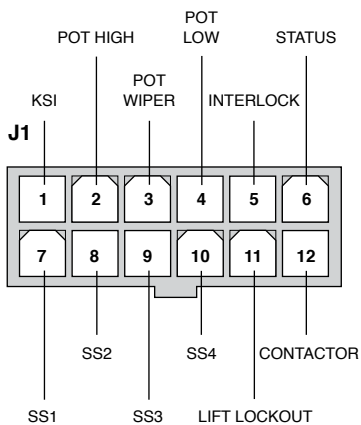 POT HIGH
POT
LOW
STATUS
KSI
POT
WIPER
INTERLOCK
J1
1 2 3 4 5 6
7 8 9 10 11 12
SS2
SS4
CONTACTOR
SS1
SS3
LIFT LOCKOUT